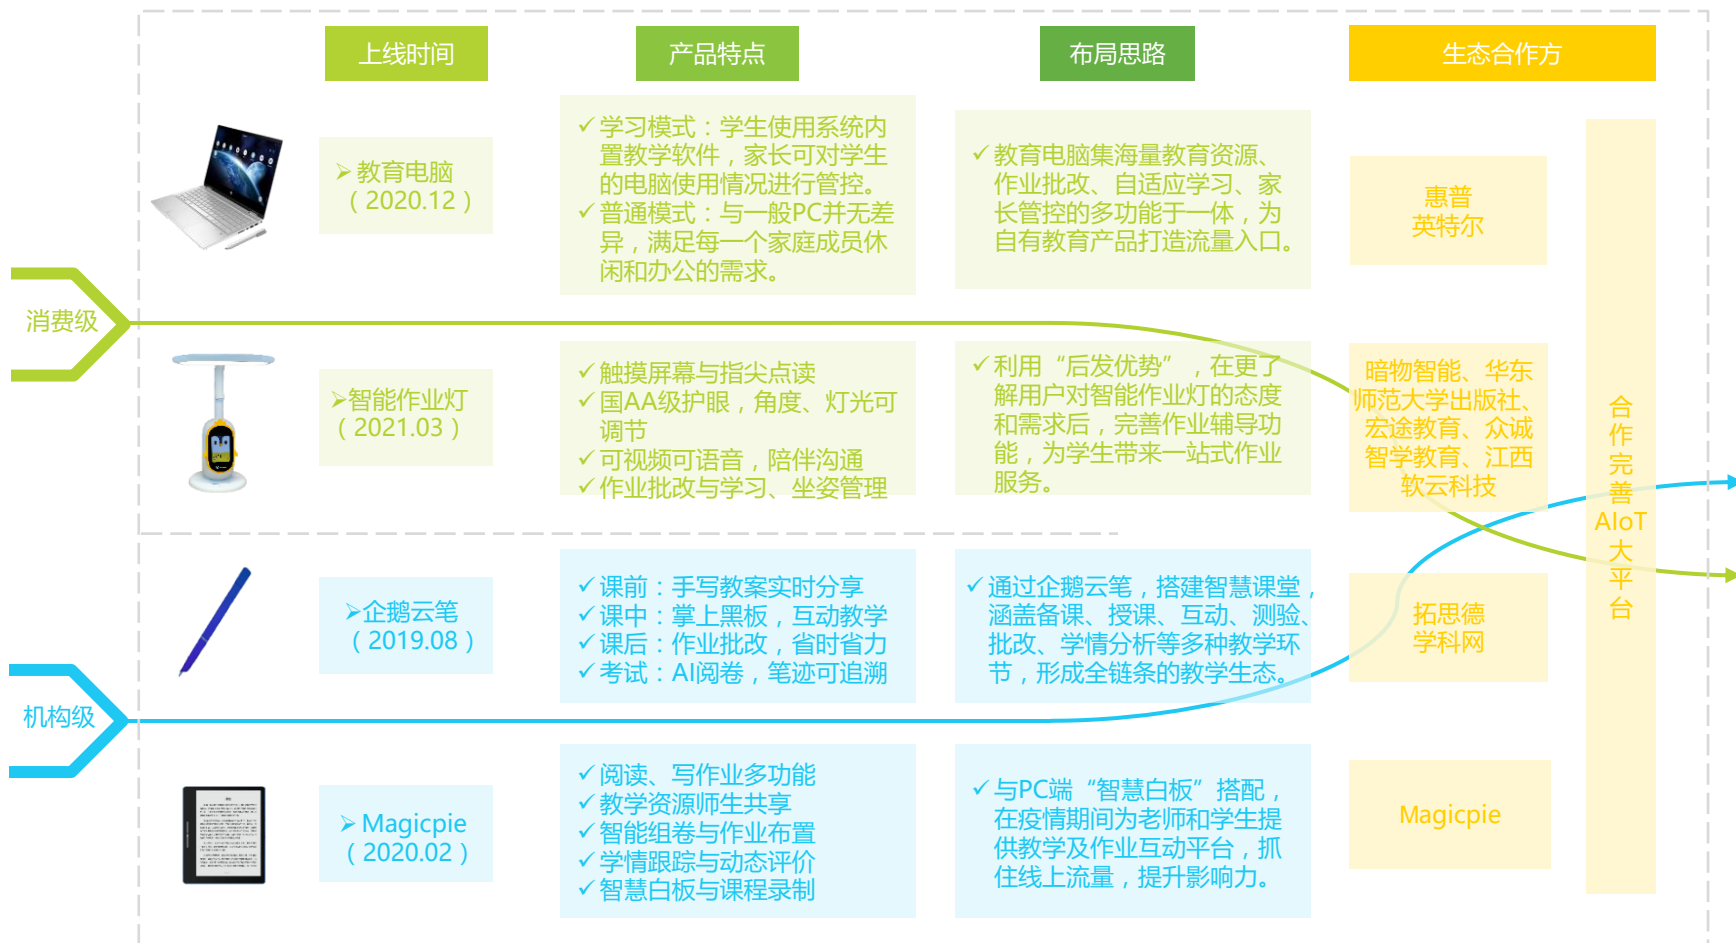 上线时间
产品特点
布局思路
生态合作方
消费级
➢ 教育电脑
（2020.12）
✓ 学习模式：学生使用系统内
置教学软件，家长可对学生
的电脑使用情况进行管控。
✓ 普通模式：与一般PC并无差
异，满足每一个家庭成员休
闲和办公的需求。
✓ 教育电脑集海量教育资源、
作业批改、自适应学习、家
长管控的多功能于一体，为
自有教育产品打造流量入口。
惠普
英特尔
➢智能作业灯
（2021.03）
✓ 触摸屏幕与指尖点读
✓ 国AA级护眼，角度、灯光可
调节
✓ 可视频可语音，陪伴沟通
✓ 作业批改与学习、坐姿管理
✓ 利用“后发优势”，在更了
解用户对智能作业灯的态度
和需求后，完善作业辅导功
能，为学生带来一站式作业
服务。
暗物智能、华东
师范大学出版社、
宏途教育、众诚
智学教育、江西
软云科技
机构级
➢企鹅云笔
（2019.08）
✓ 课前：手写教案实时分享
✓ 课中：掌上黑板，互动教学
✓ 课后：作业批改，省时省力
✓ 考试：AI阅卷，笔迹可追溯
✓ 通过企鹅云笔，搭建智慧课堂，
涵盖备课、授课、互动、测验、
批改、学情分析等多种教学环
节，形成全链条的教学生态。
拓思德
学科网
➢ Magicpie
（2020.02）
✓ 阅读、写作业多功能
✓ 教学资源师生共享
✓ 智能组卷与作业布置
✓ 学情跟踪与动态评价
✓ 智慧白板与课程录制
✓ 与PC端“智慧白板”搭配，
在疫情期间为老师和学生提
供教学及作业互动平台，抓
住线上流量，提升影响力。
Magicpie
合
作
完
善
AIoT
大
平
台